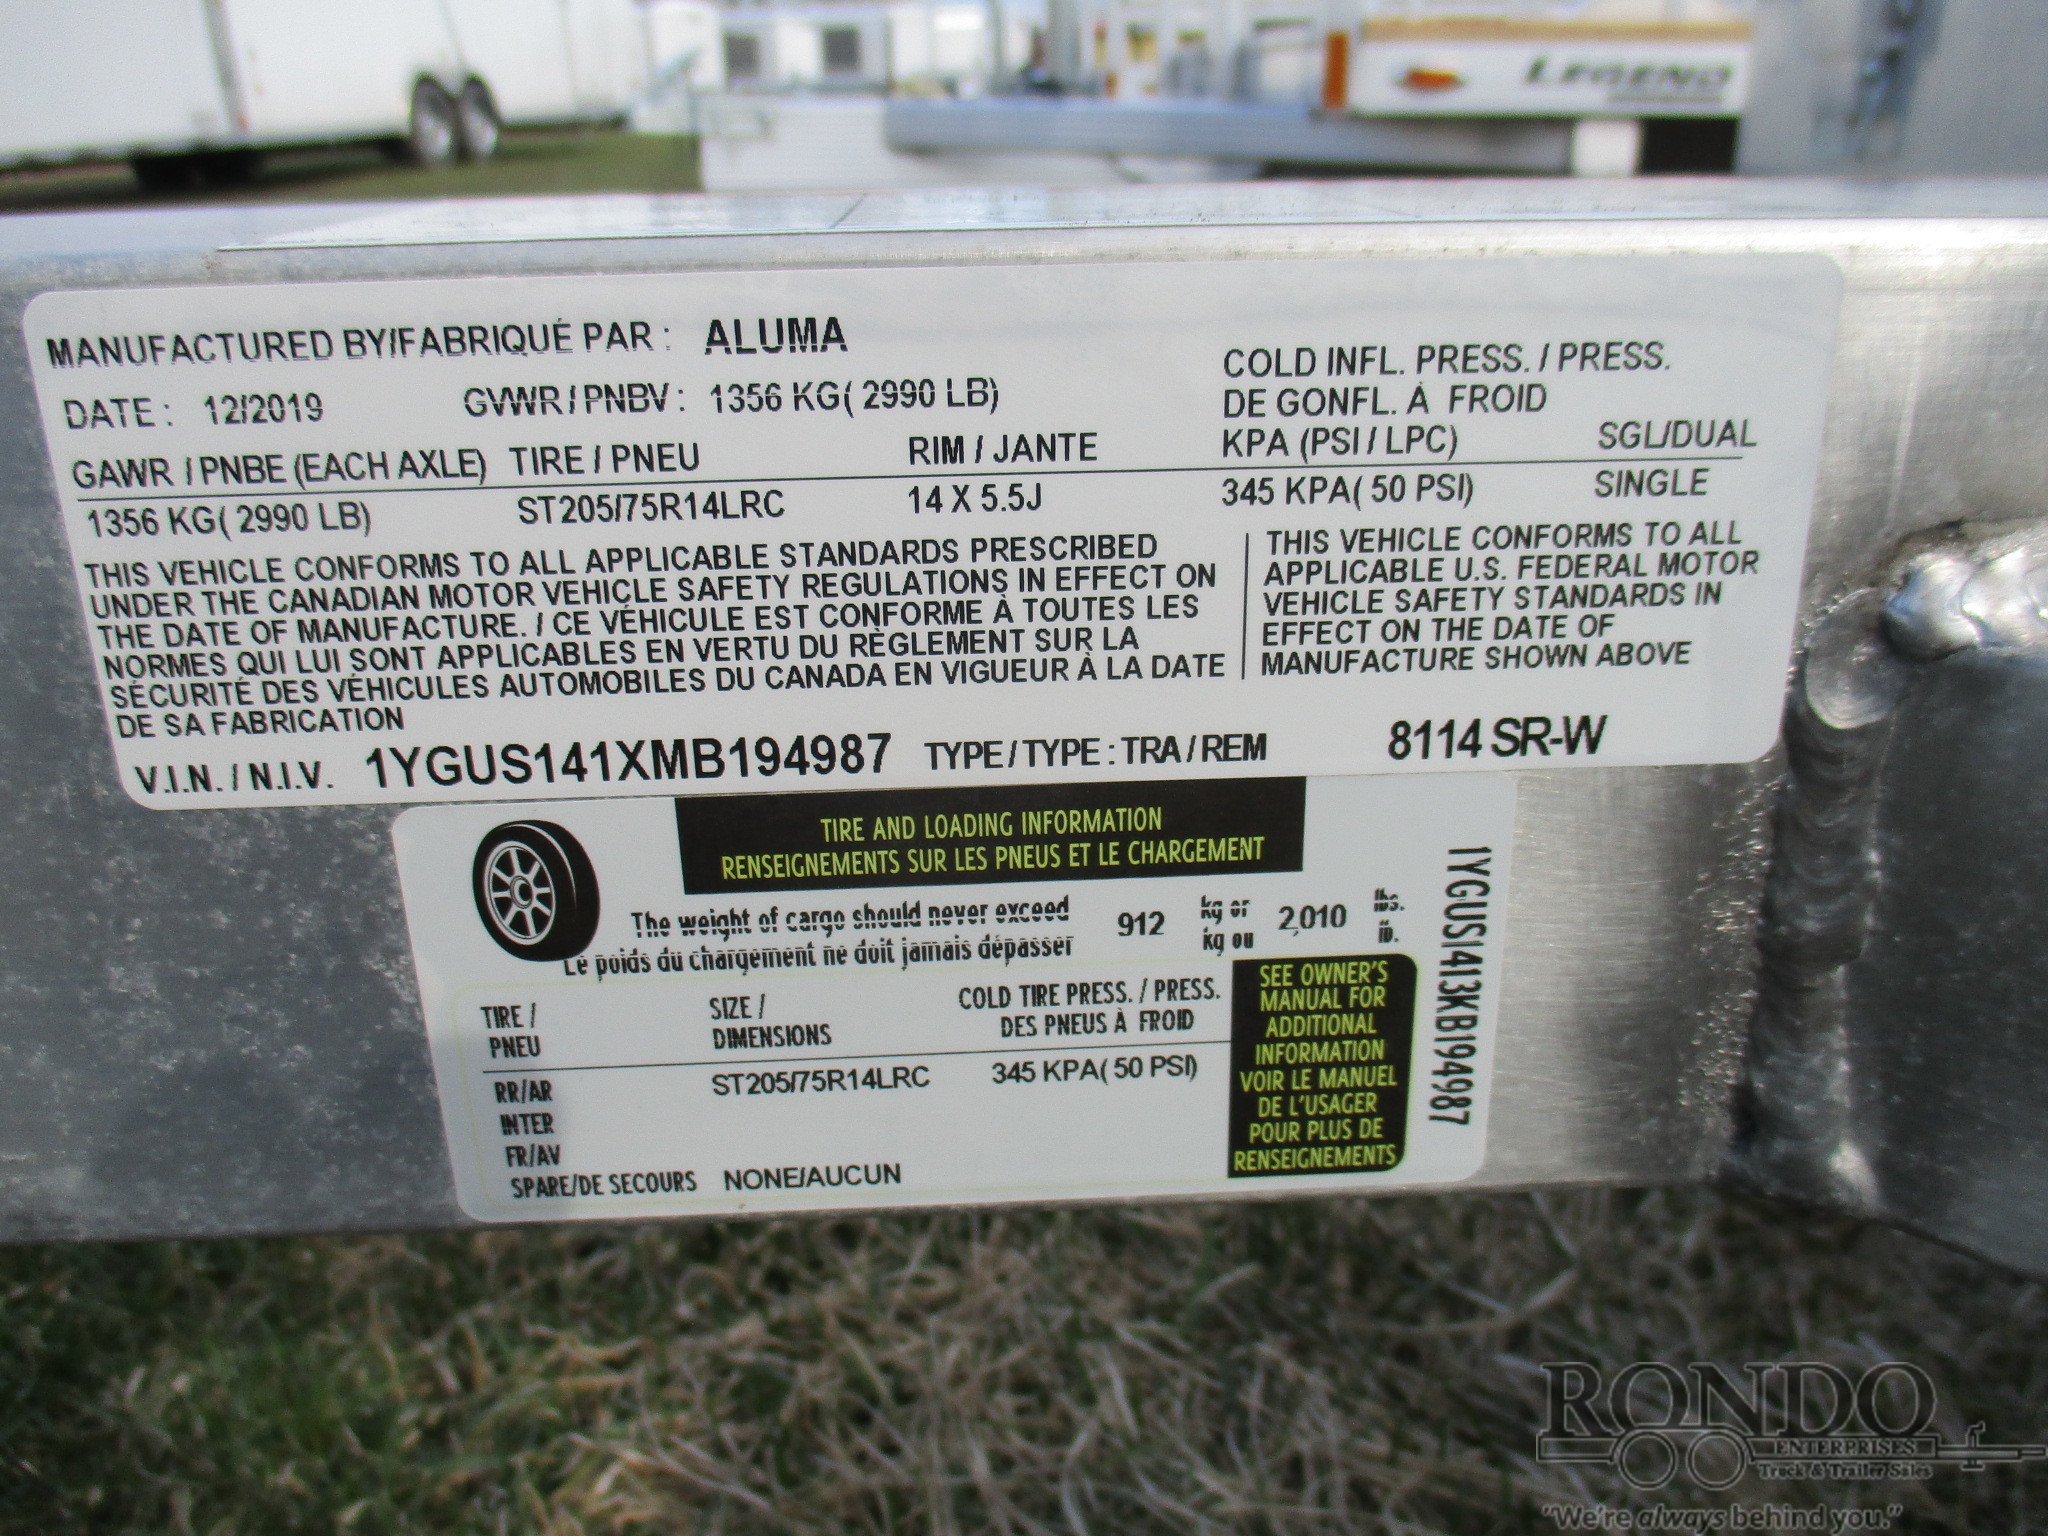 LEGEND
MANUFACTURED BY/FABRIQUÉ PAR : ALUMA
DATE : 12/2019 GVWR / PNBV : 1356 KG( 2990 LB)
COLD INFL. PRESS. / PRESS.
DE GONFL. À FROID
GAWR / PNBE (EACH AXLE) TIRE / PNEU RIM / JANTE KPA (PSI / LPC) SGL/DUAL
1356 KG( 2990 LB) ST205/75R14LRC 14 X 5.5J 345 KPA( 50 PSI) SINGLE
THIS VEHICLE CONFORMS TO ALL APPLICABLE STANDARDS PRESCRIBED
UNDER THE CANADIAN MOTOR VEHICLE SAFETY REGULATIONS IN EFFECT ON
THE DATE OF MANUFACTURE. / CE VÉHICULE EST CONFORME À TOUTES LES
NORMES QUI LUI SONT APPLICABLES EN VERTU DU RÈGLEMENT SUR LA
SÉCURITÉ DES VÉHICULES AUTOMOBILES DU CANADA EN VIGUEUR À LA DATE
DE SA FABRICATION
THIS VEHICLE CONFORMS TO ALL
APPLICABLE U.S. FEDERAL MOTOR
VEHICLE SAFETY STANDARDS IN
EFFECT ON THE DATE OF
MANUFACTURE SHOWN ABOVE
V.I.N. / N.I.V. 1YGUS141XMB194987 TYPE / TYPE : TRA / REM 8114 SR-W
TIRE AND LOADING INFORMATION
RENSEIGNEMENTS SUR LES PNEUS ET LE CHARGEMENT
The weight of cargo should never exceed 912 kg or 2,010 lbs.
Le poids du chargement ne doit jamais dépasser kg ou lb.
TIRE / SIZE / COLD TIRE PRESS. / PRESS.
PNEU DIMENSIONS DES PNEUS À FROID
RR/AR ST205/75R14LRC 345 KPA( 50 PSI)
INTER
FR/AV
SPARE/DE SECOURS NONE/AUCUN
SEE OWNER'S
MANUAL FOR
ADDITIONAL
INFORMATION
VOIR LE MANUEL
DE L'USAGER
POUR PLUS DE
RENSEIGNEMENTS
1YGUS1413KB194987
RONDO
ENTERPRISES
Truck & Trailer Sales
"We're always behind you."